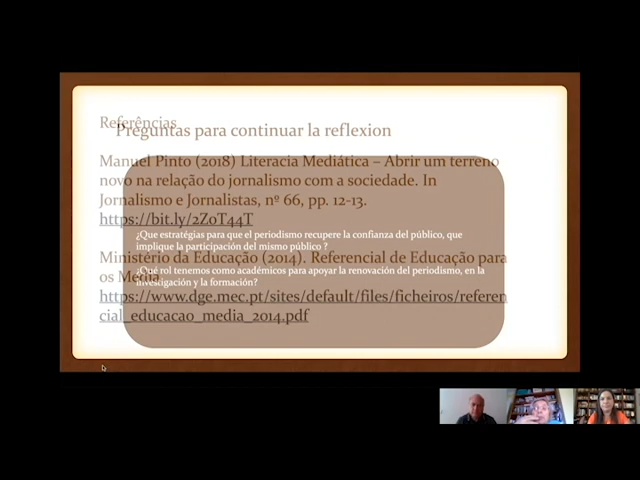 Referências
Preguntas para continuar la reflexion
Manuel Pinto (2018) Literacia Mediática – Abrir um terreno
novo na relação do jornalismo com a sociedade. In
Jornalismo e Jornalistas, nº 66, pp. 12-13.
https://bit.ly/2ZoT44T
¿Que estratégias para que el periodismo recupere la confianza del público, que
implique la participación del mismo público ?
Ministério da Educação (2014). Referencial de Educação para
os Media
¿Qué rol tenemos como académicos para apoyar la renovación del periodismo, en la
investigación y la formación?
https://www.dge.mec.pt/sites/default/files/ficheiros/referen
cial_educacao_media_2014.pdf